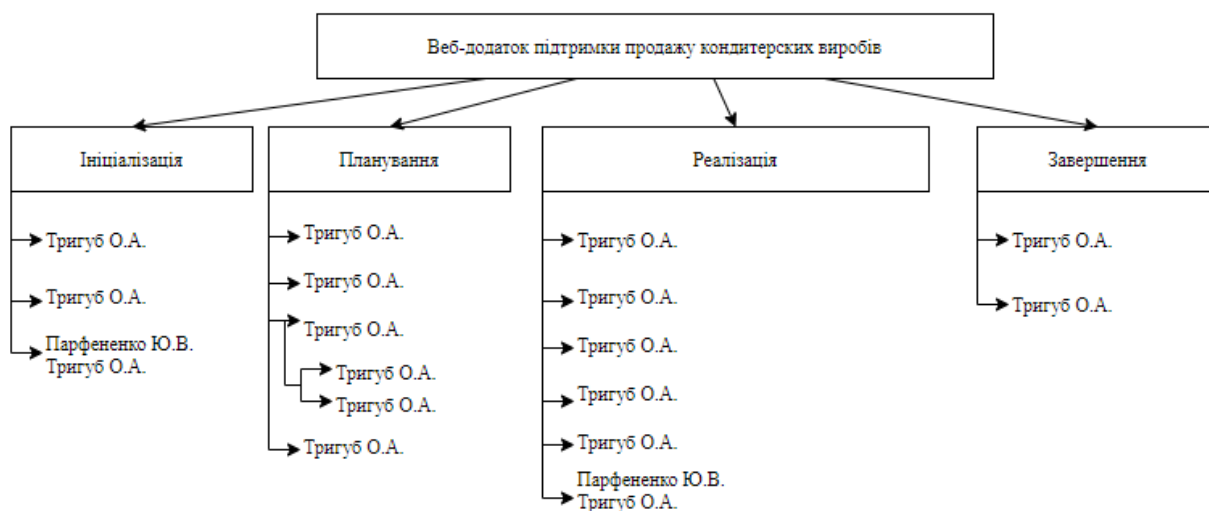 Веб-додаток підтримки продажу кондитерских виробів
Ініціалізація
Тригуб О.А.
Тригуб О.А.
Парфененко Ю.В.
Тригуб О.А.
Планування
Тригуб О.А.
Тригуб О.А.
Тригуб О.А.
Тригуб О.А.
Тригуб О.А.
Тригуб О.А.
Реалізація
Тригуб О.А.
Тригуб О.А.
Тригуб О.А.
Тригуб О.А.
Тригуб О.А.
Парфененко Ю.В.
Тригуб О.А.
Завершення
Тригуб О.А.
Тригуб О.А.